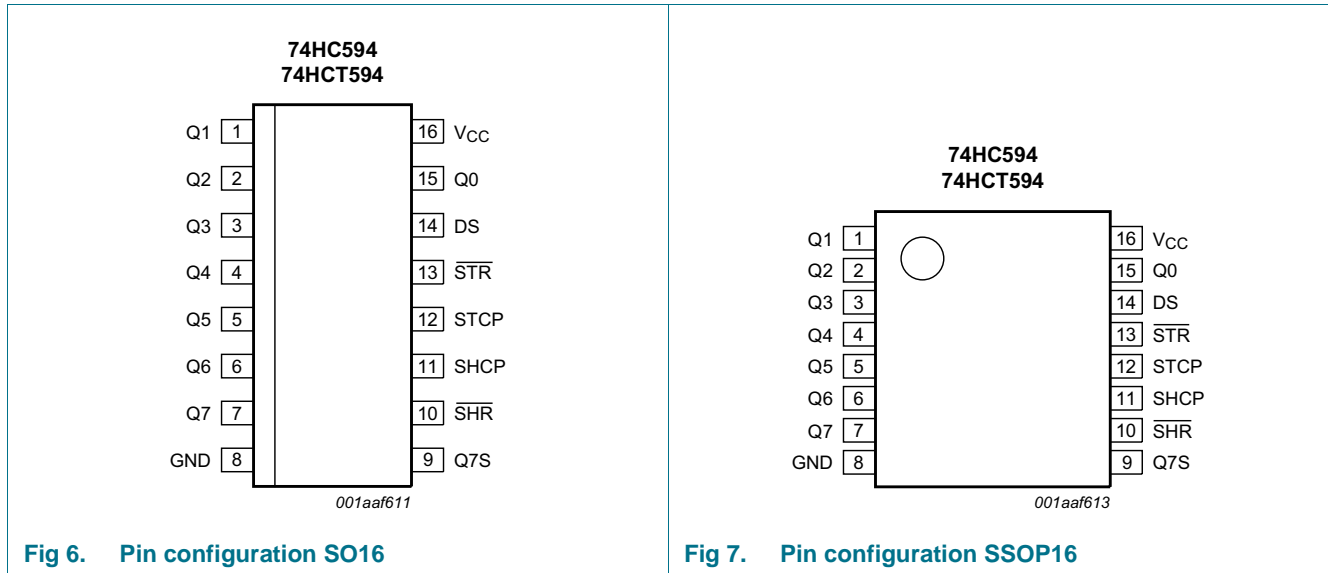 74HC594
74HCT594
Q1 1
Q2 2
Q3 3
Q4 4
Q5 5
Q6 6
Q7 7
GND 8
16 VCC
15 Q0
14 DS
13 S̅T̅R̅
12 STCP
11 SHCP
10 S̅H̅R̅
9 Q7S
001aaf611
Fig 6. Pin configuration SO16
74HC594
74HCT594
Q1 1
Q2 2
Q3 3
Q4 4
Q5 5
Q6 6
Q7 7
GND 8
16 VCC
15 Q0
14 DS
13 S̅T̅R̅
12 STCP
11 SHCP
10 S̅H̅R̅
9 Q7S
001aaf613
Fig 7. Pin configuration SSOP16